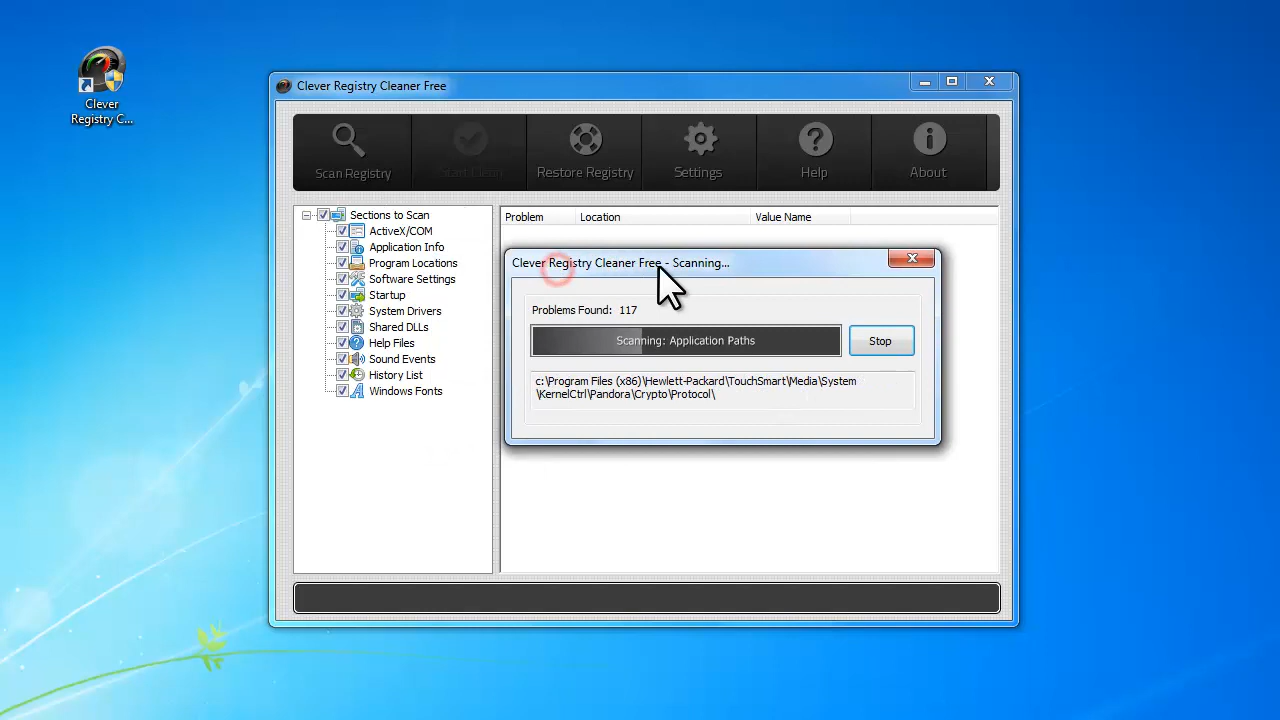 Clever
Registry C...
Clever Registry Cleaner Free
Scan Registry
Start Clean
Restore Registry
Settings
Help
About
Sections to Scan
ActiveX/COM
Application Info
Program Locations
Software Settings
Startup
System Drivers
Shared DLLs
Help Files
Sound Events
History List
Windows Fonts
Problem Location Value Name
Clever Registry Cleaner Free - Scanning...
Problems Found: 117
Scanning: Application Paths
Stop
c:\Program Files (x86)\Hewlett-Packard\TouchSmart\Media\System
\KernelCtrl\Pandora\Crypto\Protocol\